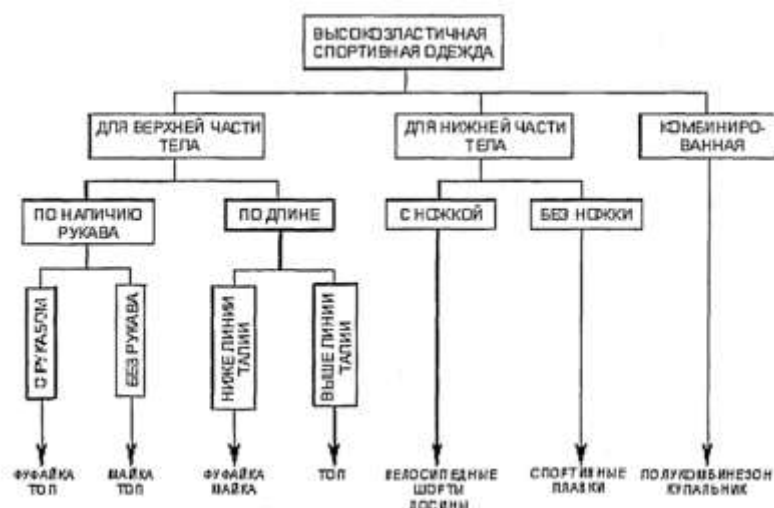 ВЫСОКОЗЛАСТИЧНАЯ
СПОРТИВНАЯ ОДЕЖДА
ДЛЯ ВЕРХНЕЙ ЧАСТИ
ТЕЛА
ДЛЯ НИЖНЕЙ ЧАСТИ
ТЕЛА
КОМБИНИРО-
ВАННАЯ
ПО НАЛИЧИЮ
РУКАВА
ПО ДЛИНЕ
С НОЖКОЙ
БЕЗ НОЖКИ
С РУКАВОМ
БЕЗ РУКАВА
НИЖЕ ЛИНИИ
ТАЛИИ
ВЫШЕ ЛИНИИ
ТАЛИИ
ФУФАЙКА
ТОП
МАЙКА
ТОП
ФУФАЙКА
МАЙКА
ТОП
ВЕЛОСИПЕДНЫЕ
ШОРТЫ
ЛОСИНЫ
СПОРТИВНЫЕ
ПЛАВКИ
ПОЛУКОМБИНЕЗОН
КУПАЛЬНИК